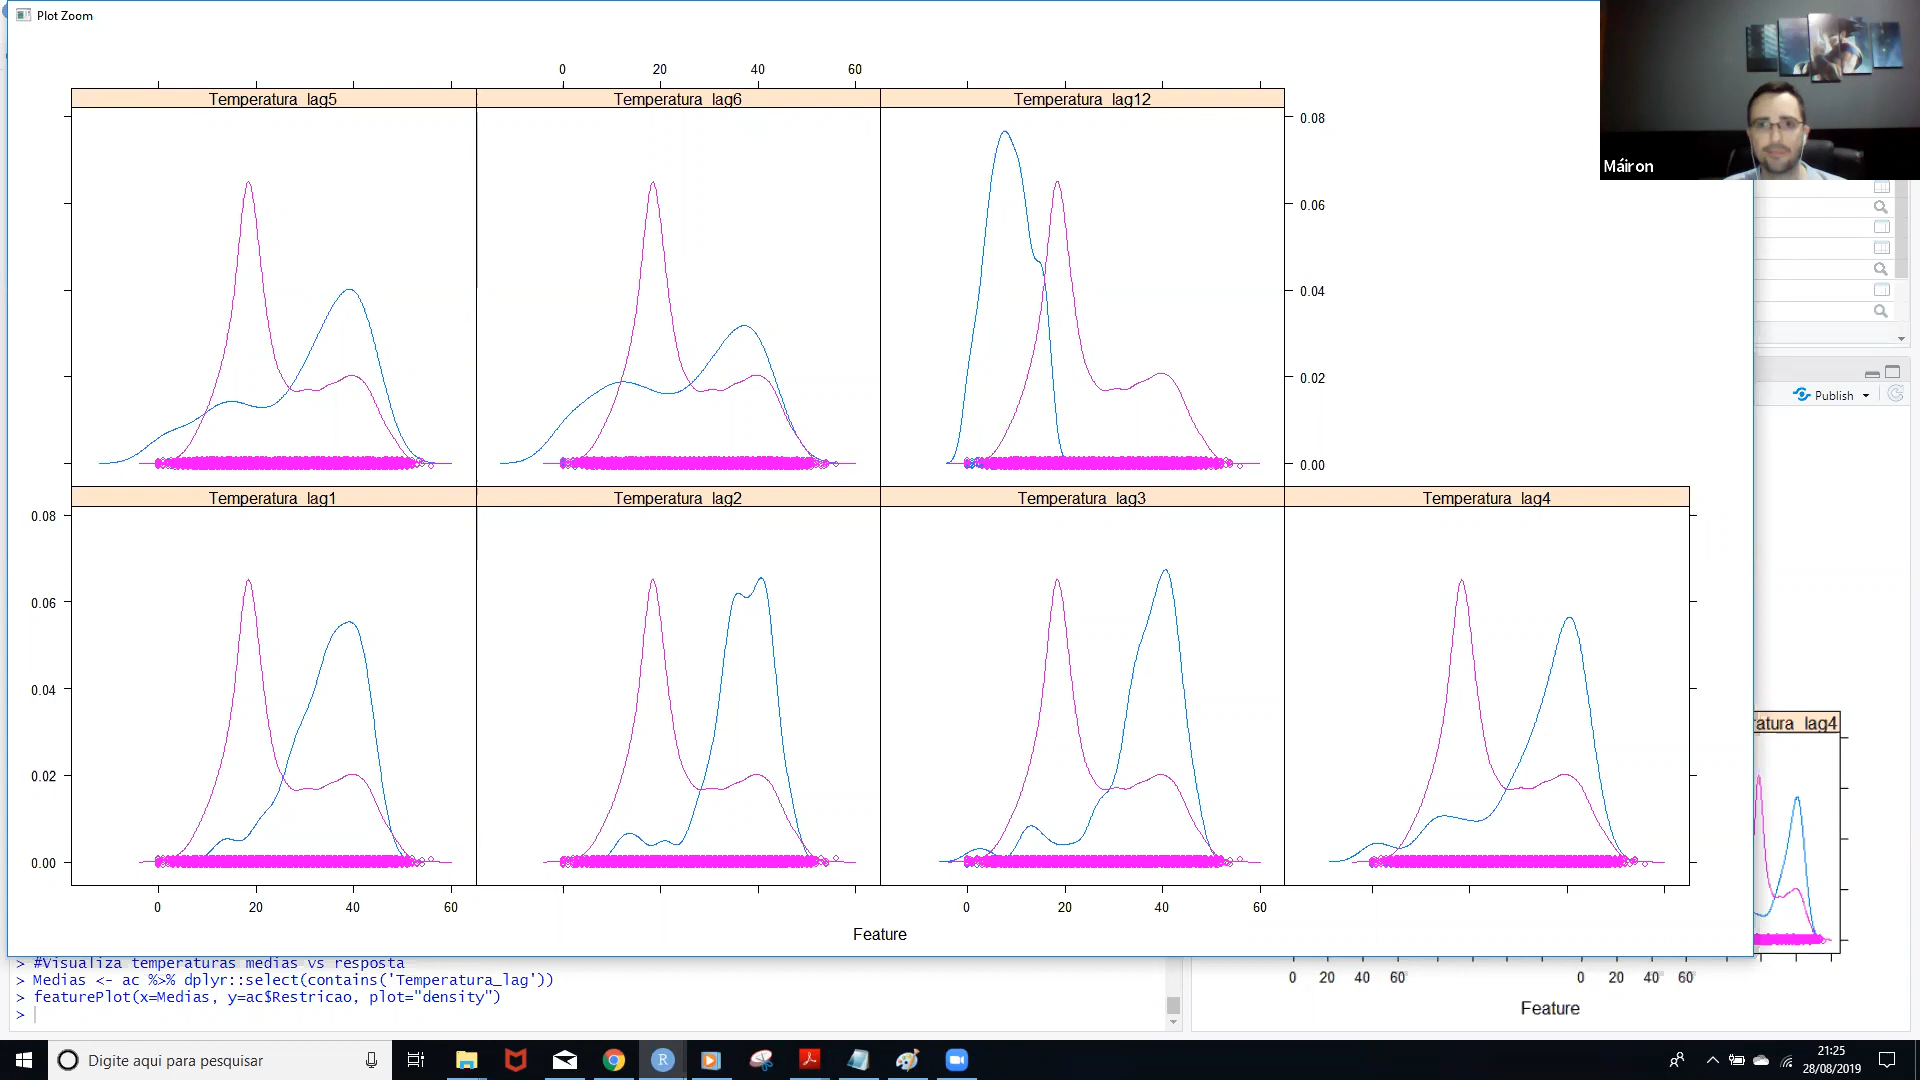 Plot Zoom
0 20 40 60
Temperatura_lag5 Temperatura_lag6 Temperatura_lag12
0.08
0.06
0.04
0.02
0.00
Máiron
Publish
Temperatura_lag1 Temperatura_lag2 Temperatura_lag3 Temperatura_lag4
0.08
0.06
0.04
0.02
0.00
0 20 40 60 0 20 40 60
Feature
atura_lag4
0 20 40 60 0 20 40 60
Feature
> #Visualiza temperaturas medias vs resposta
> Medias <- ac %>% dplyr::select(contains('Temperatura_lag'))
> featurePlot(x=Medias, y=ac$Restricao, plot="density")
>
Digite aqui para pesquisar
21:25
28/08/2019